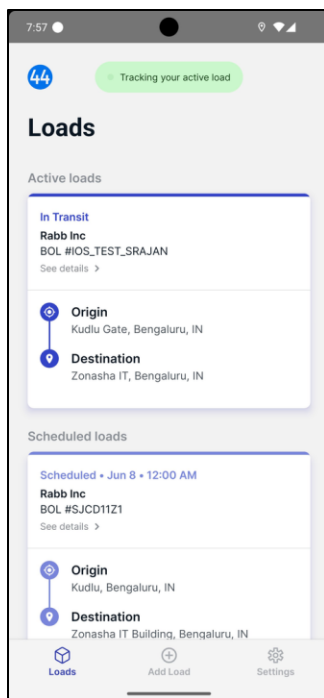 7:57
44
Tracking your active load
Loads
Active loads
In Transit
Rabb Inc
BOL #IOS_TEST_SRAJAN
See details >
Origin
Kudlu Gate, Bengaluru, IN
Destination
Zonasha IT, Bengaluru, IN
Scheduled loads
Scheduled • Jun 8 • 12:00 AM
Rabb Inc
BOL #SJCD11Z1
See details >
Origin
Kudlu, Bengaluru, IN
Destination
Zonasha IT Building, Bengaluru, IN
Loads Add Load Settings